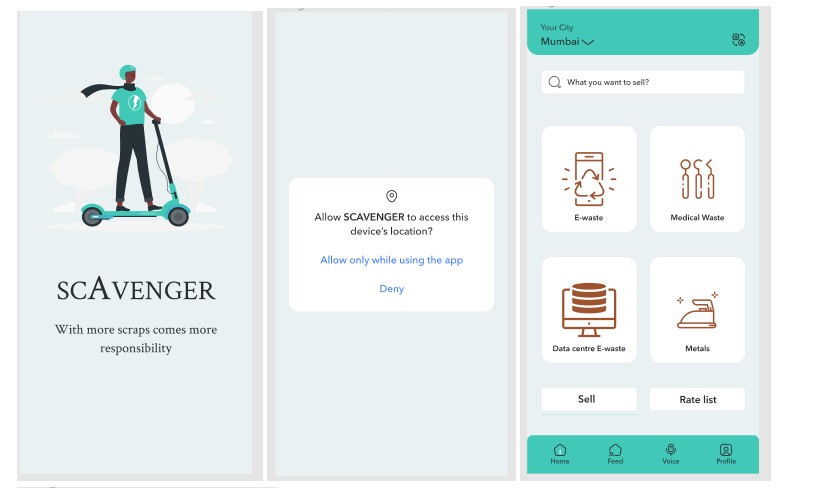 SCAVENGER
With more scraps comes more
responsibility
Allow SCAVENGER to access this
device's location?
Allow only while using the app
Deny
Your City
Mumbai
What you want to sell?
E-waste
Medical Waste
Data centre E-waste
Metals
Sell
Rate list
Home
Feed
Voice
Profile